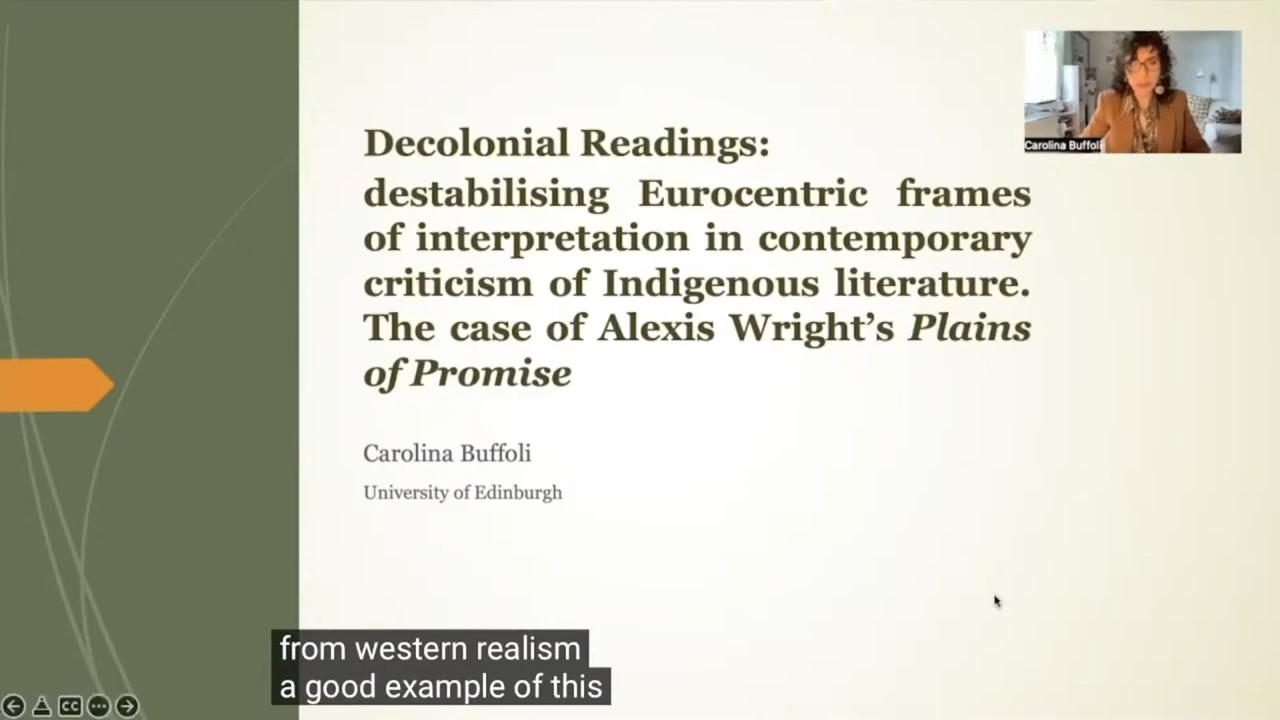 Decolonial Readings:
destabilising Eurocentric frames
of interpretation in contemporary
criticism of Indigenous literature.
The case of Alexis Wright's Plains
of Promise
Carolina Buffoli
University of Edinburgh
Carolina Buffoli
from western realism
a good example of this
CC